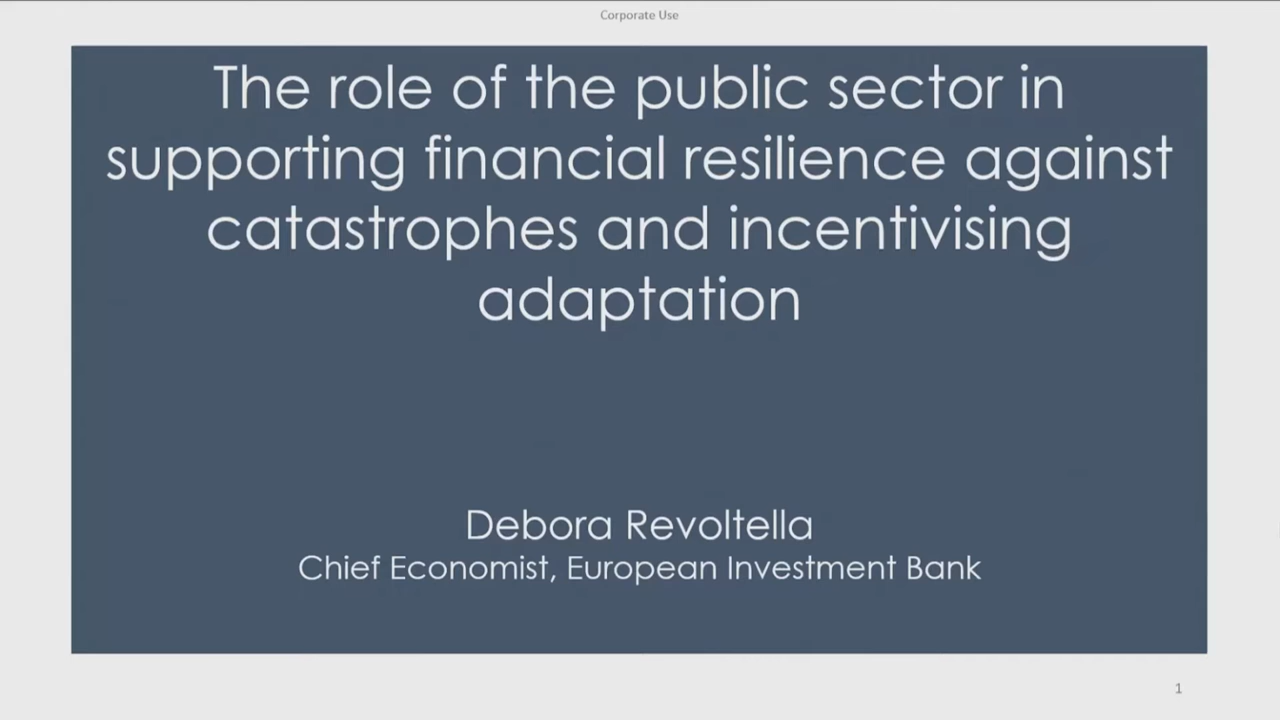 Corporate Use
The role of the public sector in
supporting financial resilience against
catastrophes and incentivising
adaptation
Debora Revoltella
Chief Economist, European Investment Bank
1